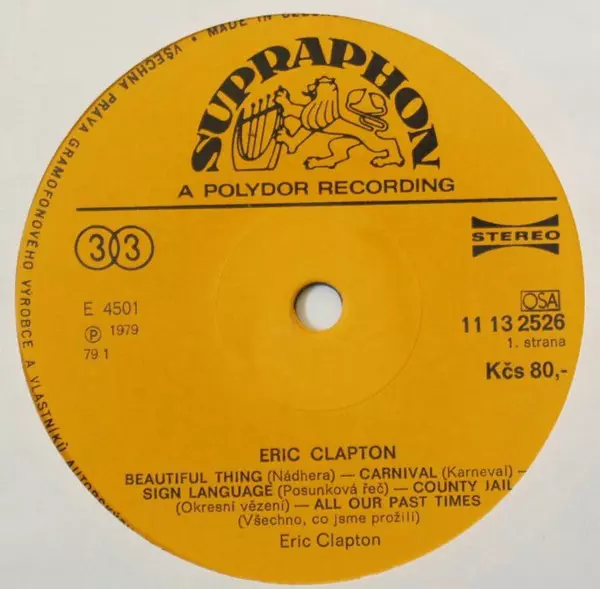 SUPRAPHON
A POLYDOR RECORDING
33
STEREO
E 4501
Ⓟ 1979
79 1
OSA
11 13 2526
1. strana
Kčs 80,-
ERIC CLAPTON
BEAUTIFUL THING (Nádhera) — CARNIVAL (Karneval) —
SIGN LANGUAGE (Posunková řeč) — COUNTY JAIL
(Okresní vězení) — ALL OUR PAST TIMES
(Všechno, co jsme prožili)
Eric Clapton
VŠECHNA PRÁVA GRAMOFONOVÉHO VÝROBCE A VLASTNÍKŮ
MADE IN